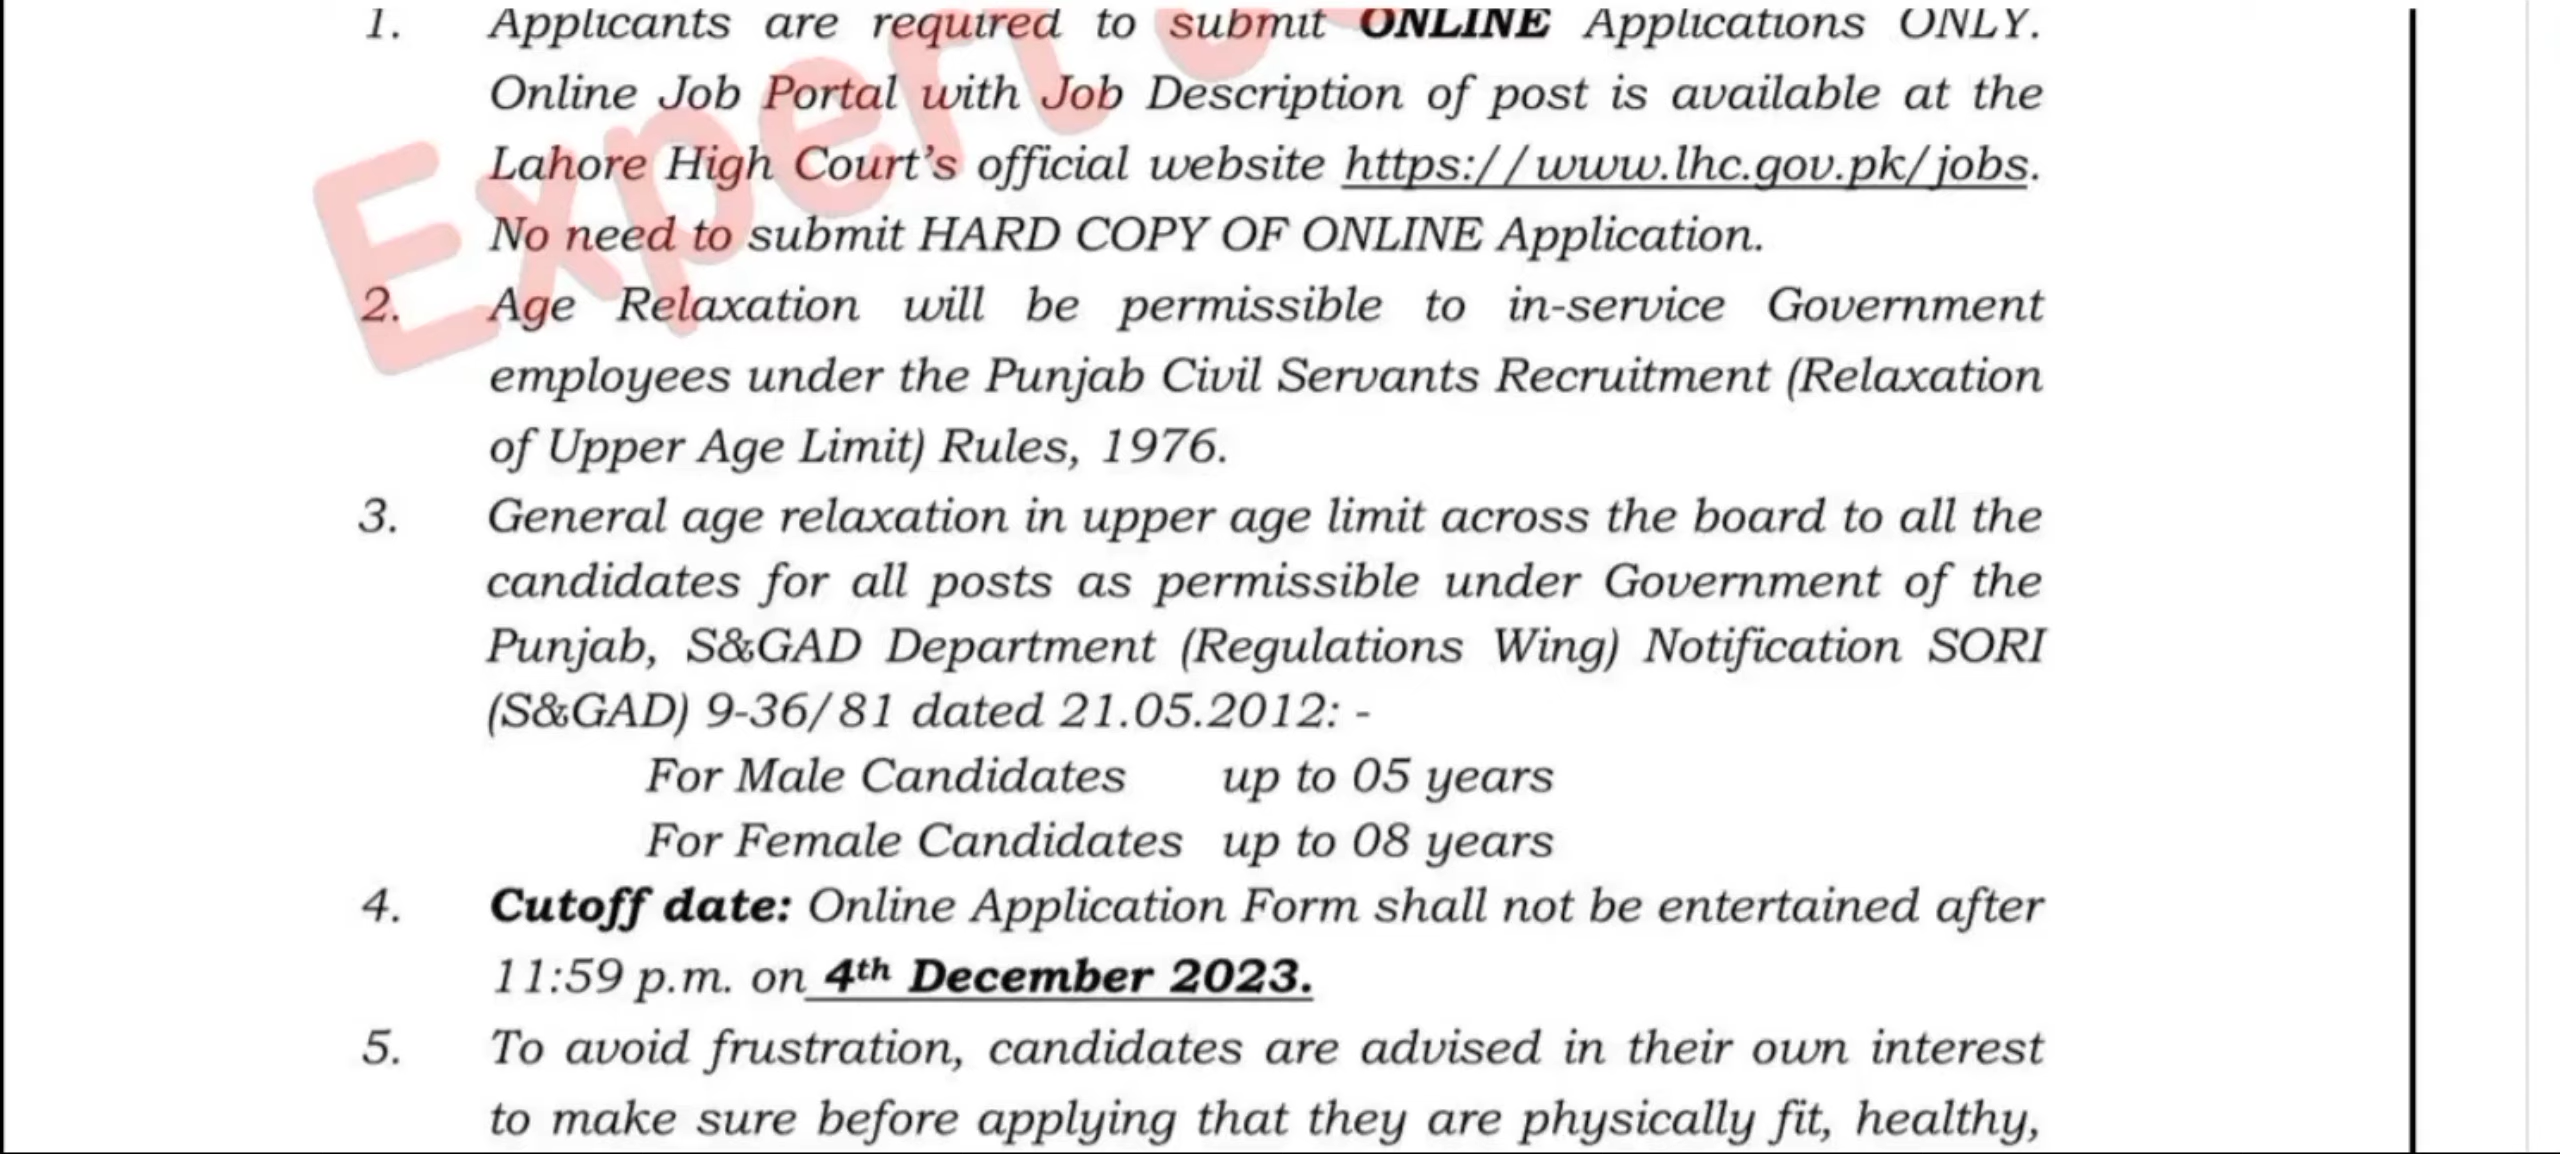 1. Applicants are required to submit ONLINE Applications ONLY.
Online Job Portal with Job Description of post is available at the
Lahore High Court's official website https://www.lhc.gov.pk/jobs.
No need to submit HARD COPY OF ONLINE Application.
2. Age Relaxation will be permissible to in-service Government
employees under the Punjab Civil Servants Recruitment (Relaxation
of Upper Age Limit) Rules, 1976.
3. General age relaxation in upper age limit across the board to all the
candidates for all posts as permissible under Government of the
Punjab, S&GAD Department (Regulations Wing) Notification SORI
(S&GAD) 9-36/81 dated 21.05.2012: -
For Male Candidates up to 05 years
For Female Candidates up to 08 years
4. Cutoff date: Online Application Form shall not be entertained after
11:59 p.m. on 4th December 2023.
5. To avoid frustration, candidates are advised in their own interest
to make sure before applying that they are physically fit, healthy,
Expert